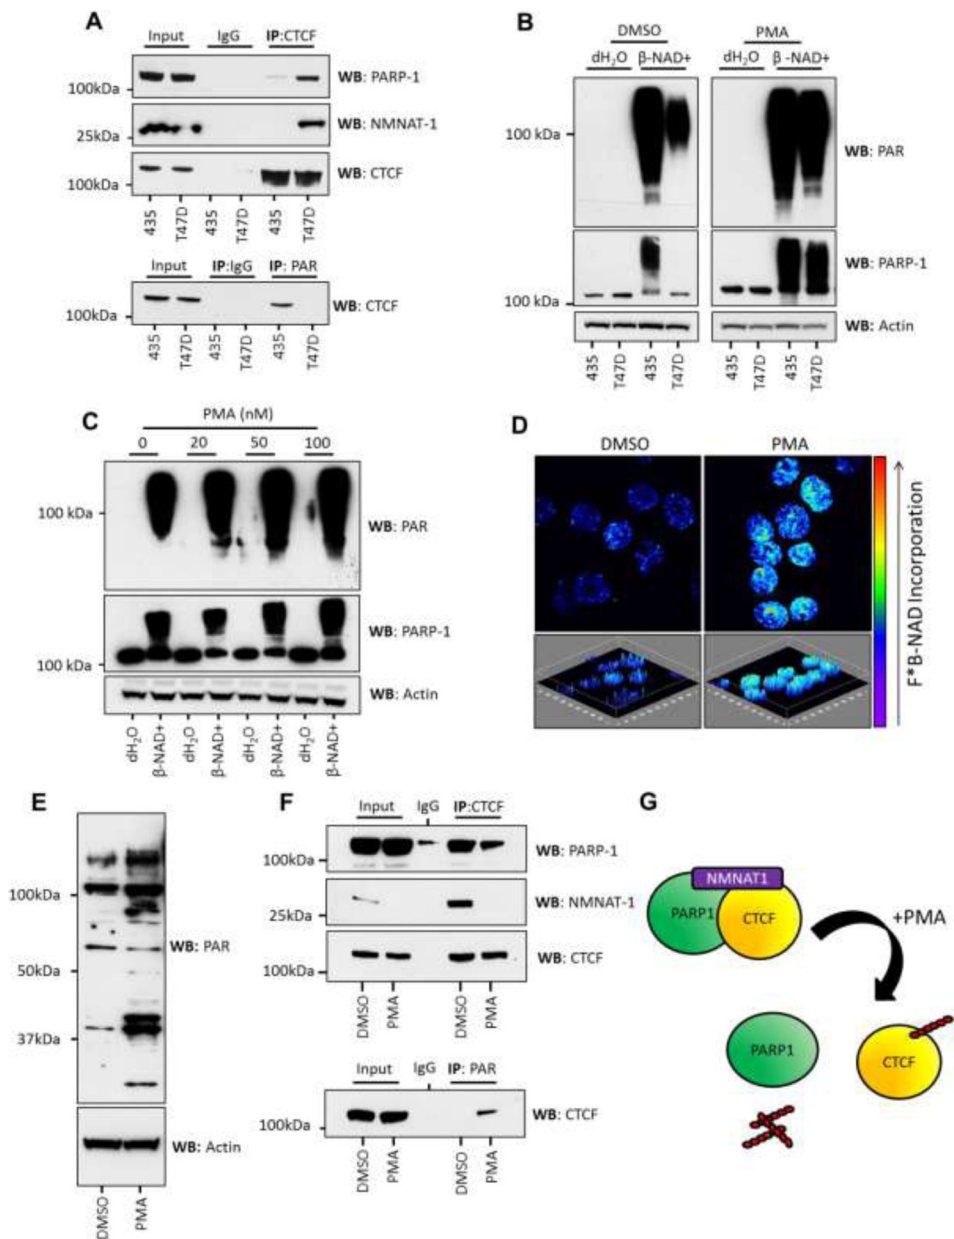 A
Input IgG IP:CTCF
100kDa WB: PARP-1
25kDa WB: NMNAT-1
100kDa WB: CTCF
435 T47D 435 T47D 435 T47D
Input IP:IgG IP: PAR
100kDa WB: CTCF
435 T47D 435 T47D 435 T47D
B
DMSO PMA
dH2O β-NAD+ dH2O β -NAD+
100 kDa WB: PAR
WB: PARP-1
100 kDa
WB: Actin
435 T47D 435 T47D 435 T47D 435 T47D
C
PMA (nM)
0 20 50 100
100 kDa WB: PAR
WB: PARP-1
100 kDa
WB: Actin
dH2O β-NAD+ dH2O β-NAD+ dH2O β-NAD+ dH2O β-NAD+
D
DMSO PMA
F*B-NAD Incorporation
E
100kDa
WB: PAR
50kDa
37kDa
WB: Actin
DMSO PMA
F
Input IgG IP:CTCF
100kDa WB: PARP-1
25kDa WB: NMNAT-1
100kDa WB: CTCF
DMSO PMA DMSO PMA
Input IgG IP: PAR
100kDa WB: CTCF
DMSO PMA DMSO PMA
G
NMNAT1
PARP1 CTCF
+PMA
PARP1 CTCF